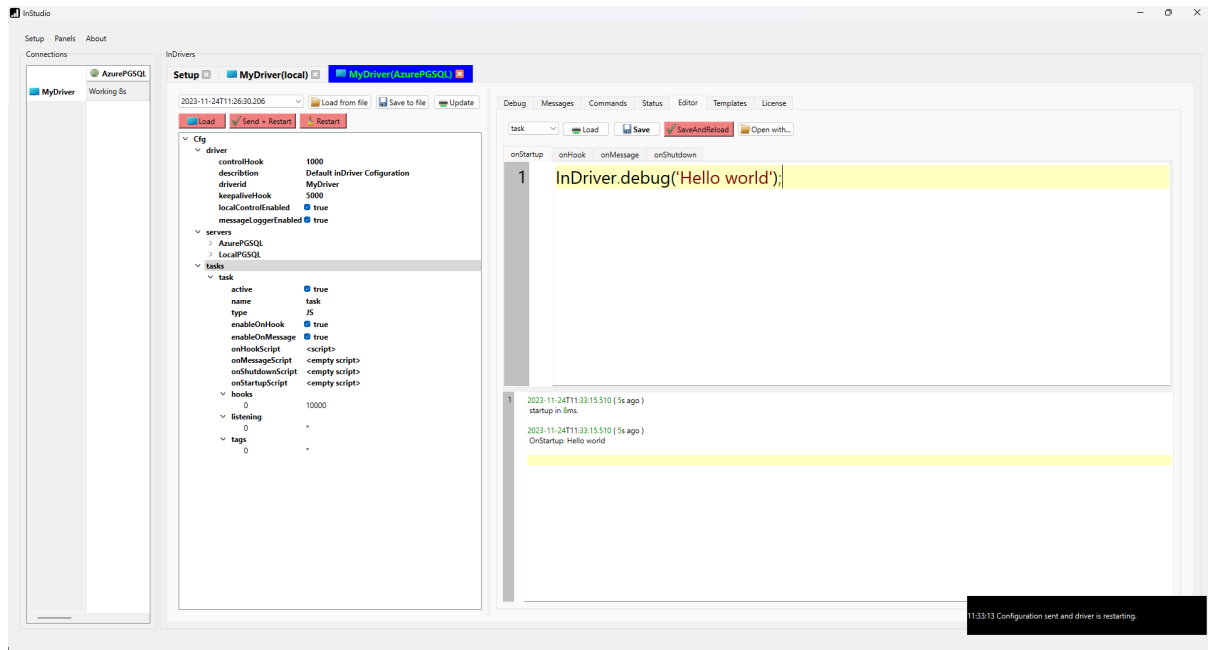 InStudio
Setup Panels About
Connections
AzurePGSQL
MyDriver Working 8s
InDrivers
Setup MyDriver(local) MyDriver(AzurePGSQL)
2023-11-24T11:26:30.206 Load from file Save to file Update
Load Send + Restart Restart
Cfg
driver
controlHook 1000
describtion Default inDriver Cofiguration
driverid MyDriver
keepaliveHook 5000
localControlEnabled true
messageLoggerEnabled true
servers
AzurePGSQL
LocalPGSQL
tasks
task
active true
name task
type JS
enableOnHook true
enableOnMessage true
onHookScript <script>
onMessageScript <empty script>
onShutdownScript <empty script>
onStartupScript <empty script>
hooks
0 10000
listening
0 *
tags
0 *
Debug Messages Commands Status Editor Templates License
task Load Save SaveAndReload Open with...
onStartup onHook onMessage onShutdown
1 InDriver.debug('Hello world');
1 2023-11-24T11:33:15.510 ( 5s ago )
startup in 8ms.
2023-11-24T11:33:15.510 ( 5s ago )
OnStartup: Hello world
11:33:13 Configuration sent and driver is restarting.